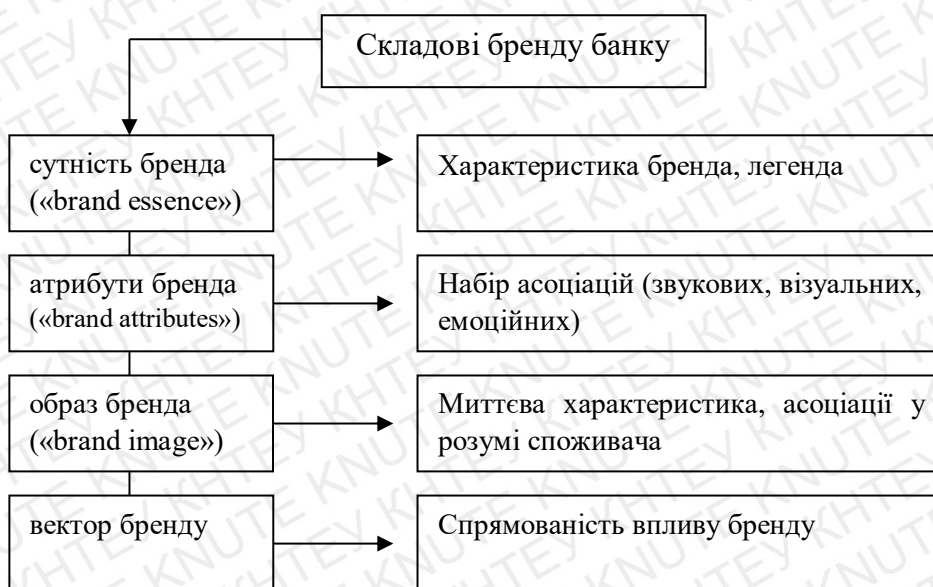 Складові бренду банку
сутність бренда
(«brand essence»)
Характеристика бренда, легенда
атрибути бренда
(«brand attributes»)
Набір асоціацій (звукових, візуальних,
емоційних)
образ бренда
(«brand image»)
Миттєва характеристика, асоціації у
розумі споживача
вектор бренду
Спрямованість впливу бренду